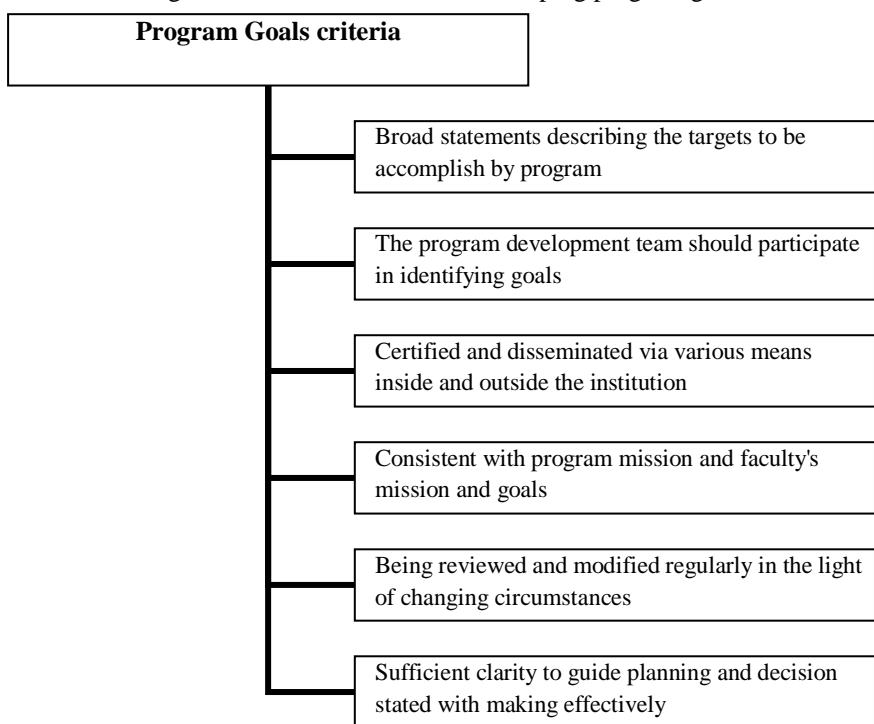 Program Goals criteria
Broad statements describing the targets to be
accomplish by program
The program development team should participate
in identifying goals
Certified and disseminated via various means
inside and outside the institution
Consistent with program mission and faculty's
mission and goals
Being reviewed and modified regularly in the light
of changing circumstances
Sufficient clarity to guide planning and decision
stated with making effectively